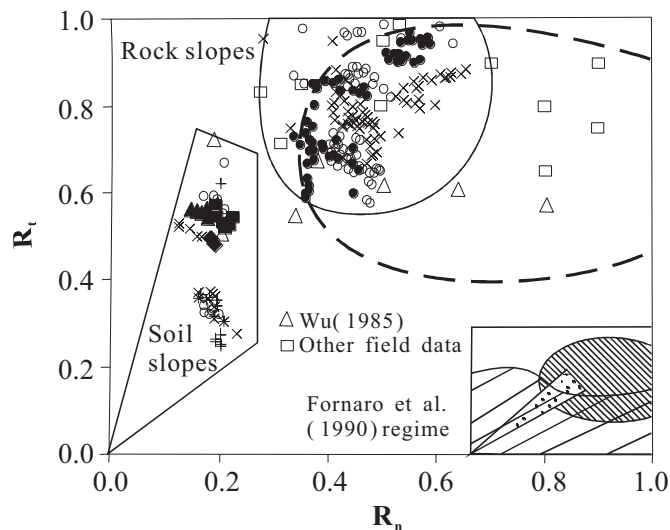 1.0
Rock slopes
0.8
0.6
R_t
0.4
Wu(1985)
Soil slopes
Other field data
0.2
Fornaro et al.
(1990) regime
0.0
0.0
0.2
0.4
0.6
0.8
1.0
R_n